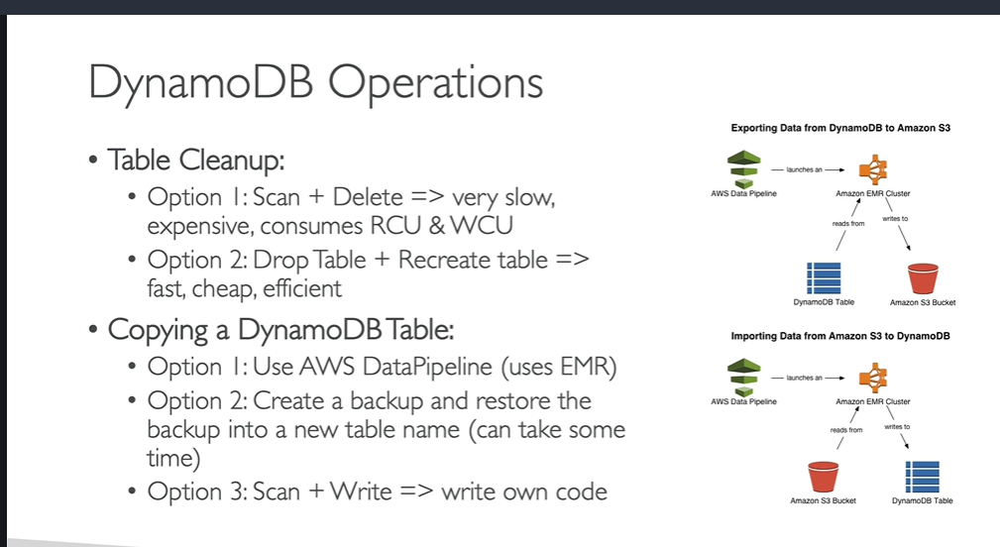 DynamoDB Operations
• Table Cleanup:
• Option 1: Scan + Delete => very slow,
expensive, consumes RCU & WCU
• Option 2: Drop Table + Recreate table =>
fast, cheap, efficient
• Copying a DynamoDB Table:
• Option 1: Use AWS DataPipeline (uses EMR)
• Option 2: Create a backup and restore the
backup into a new table name (can take some
time)
• Option 3: Scan + Write => write own code
Exporting Data from DynamoDB to Amazon S3
launches an
AWS Data Pipeline
Amazon EMR Cluster
reads from
writes to
DynamoDB Table
Amazon S3 Bucket
Importing Data from Amazon S3 to DynamoDB
launches an
AWS Data Pipeline
Amazon EMR Cluster
reads from
writes to
Amazon S3 Bucket
DynamoDB Table